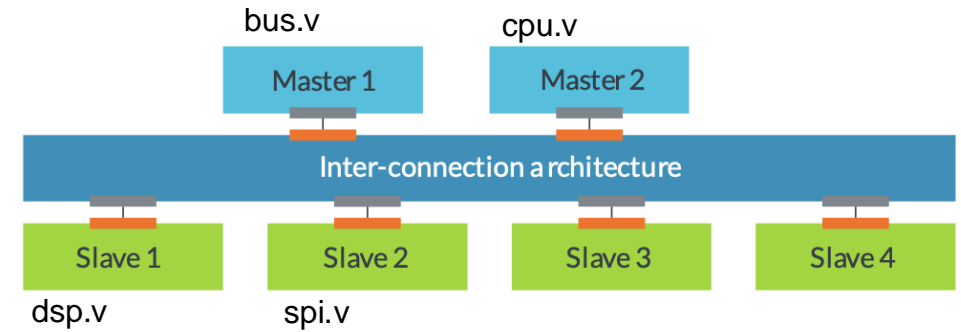 bus.v
cpu.v
Master 1
Master 2
Inter-connection architecture
Slave 1
Slave 2
Slave 3
Slave 4
dsp.v
spi.v